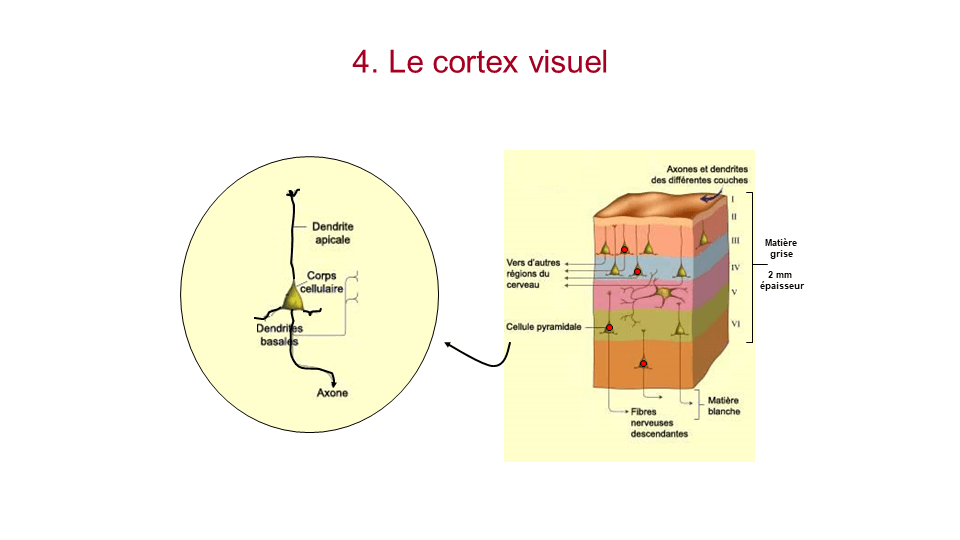 4. Le cortex visuel
Dendrite
apicale
Corps
cellulaire
Dendrites
basales
Axone
Axones et dendrites
des différentes couches
I
II
III
IV
V
VI
Matière
grise
2 mm
épaisseur
Vers d'autres
régions du
cerveau
Cellule pyramidale
Matière
blanche
Fibres
nerveuses
descendantes